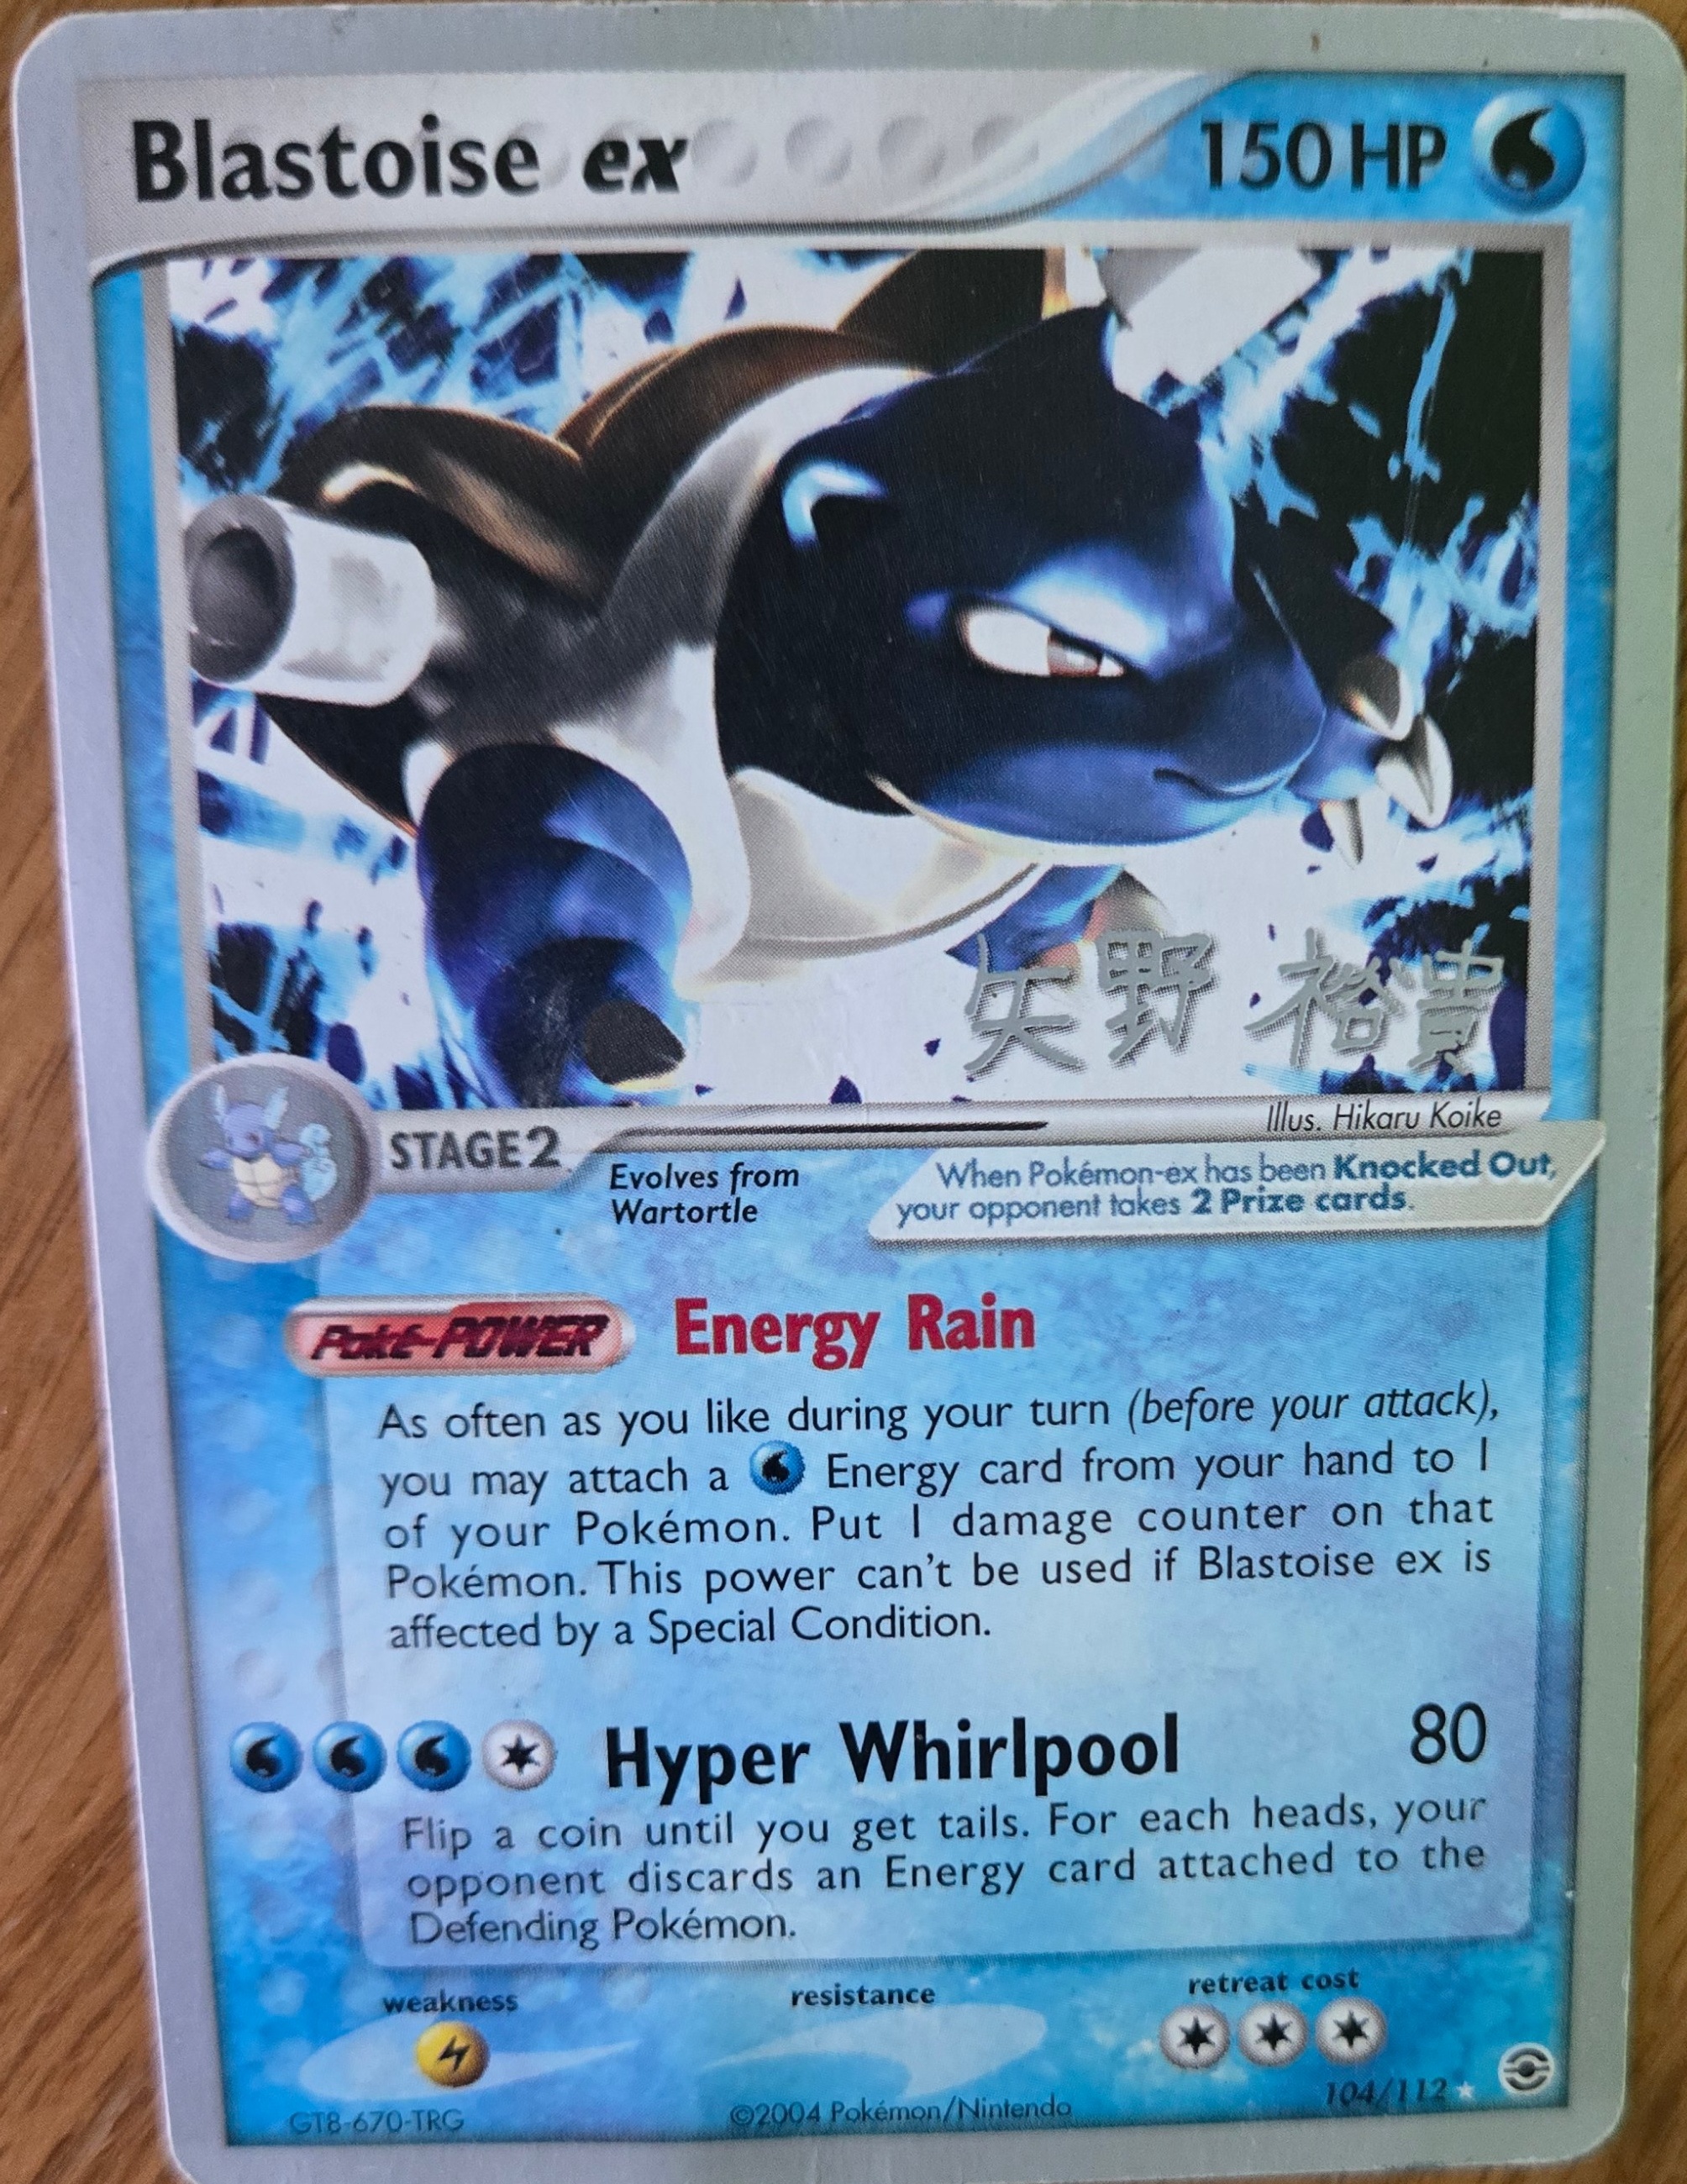 Blastoise ex 150 HP
矢野 裕貴
Illus. Hikaru Koike
STAGE2
Evolves from
Wartortle
When Pokémon-ex has been Knocked Out,
your opponent takes 2 Prize cards.
Poké-POWER Energy Rain
As often as you like during your turn (before your attack),
you may attach a Energy card from your hand to 1
of your Pokémon. Put 1 damage counter on that
Pokémon. This power can't be used if Blastoise ex is
affected by a Special Condition.
Hyper Whirlpool 80
Flip a coin until you get tails. For each heads, your
opponent discards an Energy card attached to the
Defending Pokémon.
weakness resistance retreat cost
104/112
GT8-670-TRG ©2004 Pokémon/Nintendo